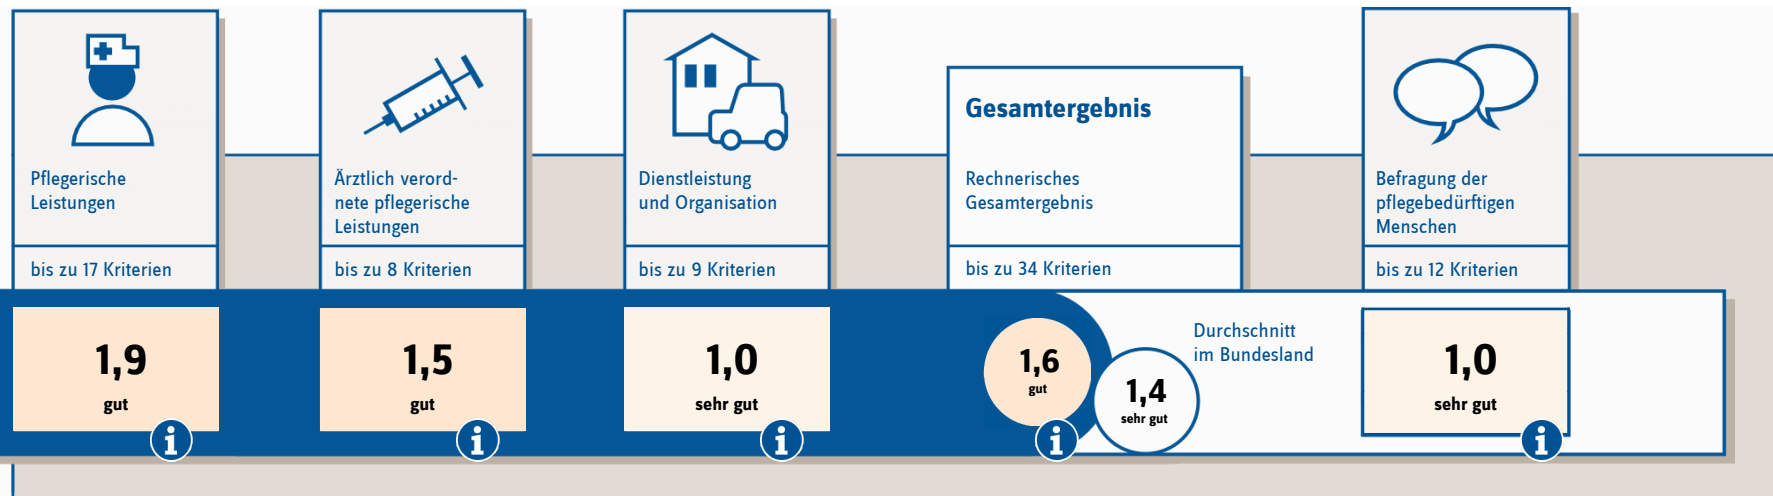 Pflegerische
Leistungen
bis zu 17 Kriterien
1,9
gut
i
Ärztlich verord-
nete pflegerische
Leistungen
bis zu 8 Kriterien
1,5
gut
i
Dienstleistung
und Organisation
bis zu 9 Kriterien
1,0
sehr gut
i
Gesamtergebnis
Rechnerisches
Gesamtergebnis
bis zu 34 Kriterien
1,6
gut
i
1,4
sehr gut
Durchschnitt
im Bundesland
Befragung der
pflegebedürftigen
Menschen
bis zu 12 Kriterien
1,0
sehr gut
i